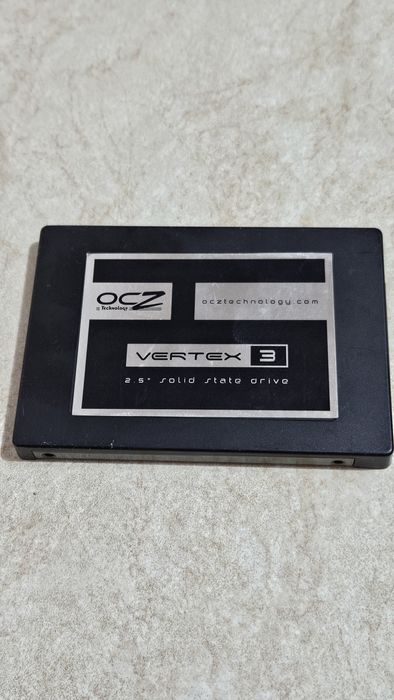 OCZ
Technology
ocztechnology.com
VERTEX 3
2.5" solid state drive